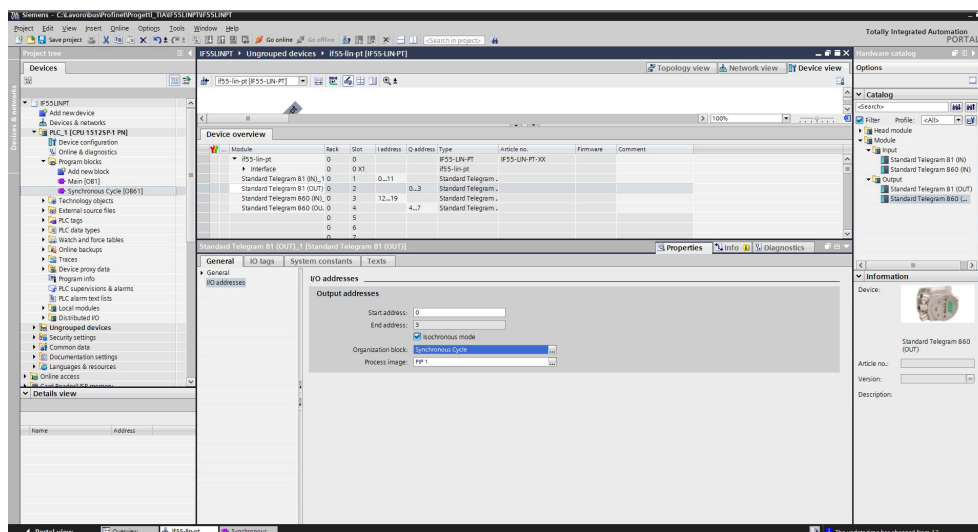 Siemens - C:\Lavoro\bus\Profinet\Progetti_TIA\IF55LINPT\IF55LINPT
Project Edit View Insert Online Options Tools Window Help
Totally Integrated Automation
PORTAL
Save project Go online Go offline <Search in project>
Project tree
IF55LINPT Ungrouped devices if55-lin-pt [IF55-LIN-PT]
Hardware catalog
Devices
Topology view Network view Device view
Options
if55-lin-pt [IF55-LIN-PT]
Devices & networks
IF55LINPT
Add new device
Devices & networks
PLC_1 [CPU 1512SP-1 PN]
Device configuration
Online & diagnostics
Program blocks
Add new block
Main [OB1]
Synchronous Cycle [OB61]
Technology objects
External source files
PLC tags
PLC data types
Watch and force tables
Online backups
Traces
Device proxy data
Program info
PLC supervisions & alarms
PLC alarm text lists
Local modules
Distributed I/O
Ungrouped devices
Security settings
Common data
Documentation settings
Languages & resources
Online access
Card Reader/USB memory
Details view
Name Address
100%
Device overview
... Module Rack Slot I address Q address Type Article no. Firmware Comment
if55-lin-pt 0 0 IF55-LIN-PT IF55-LIN-PT-XX
Interface 0 0 X1 if55-lin-pt
Standard Telegram 81 (IN)_1 0 1 0...11 Standard Telegram ..
Standard Telegram 81 (OUT) 0 2 0...3 Standard Telegram ..
Standard Telegram 860 (IN)_ 0 3 12...19 Standard Telegram ..
Standard Telegram 860 (OU. 0 4 4...7 Standard Telegram ..
0 5
0 6
0 7
Standard Telegram 81 (OUT)_1 [Standard Telegram 81 (OUT)]
Properties Info Diagnostics
General IO tags System constants Texts
General
I/O addresses
I/O addresses
Output addresses
Start address: 0
End address: 3
Isochronous mode
Organization block: Synchronous Cycle ...
Process image: PIP 1 ...
Catalog
<Search>
Filter Profile: <All>
Head module
Module
Input
Standard Telegram 81 (IN)
Standard Telegram 860 (IN)
Output
Standard Telegram 81 (OUT)
Standard Telegram 860 (...
Information
Device:
Standard Telegram 860 (OUT)
Article no.:
Version:
Description:
Portal view Overview if55-lin-pt Synchronous
The update time has changed from 12